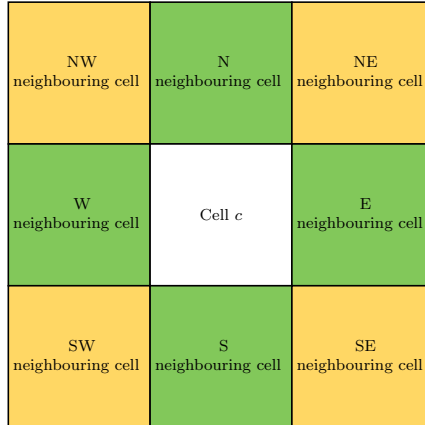 NW
neighbouring cell
N
neighbouring cell
NE
neighbouring cell
W
neighbouring cell
Cell c
E
neighbouring cell
SW
neighbouring cell
S
neighbouring cell
SE
neighbouring cell